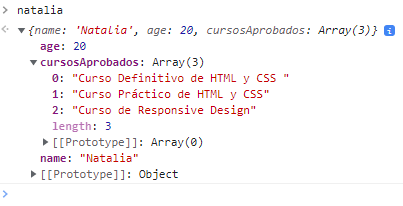 natalia
{name: 'Natalia', age: 20, cursosAprobados: Array(3)} i
age: 20
cursosAprobados: Array(3)
0: "Curso Definitivo de HTML y CSS "
1: "Curso Práctico de HTML y CSS"
2: "Curso de Responsive Design"
length: 3
[[Prototype]]: Array(0)
name: "Natalia"
[[Prototype]]: Object